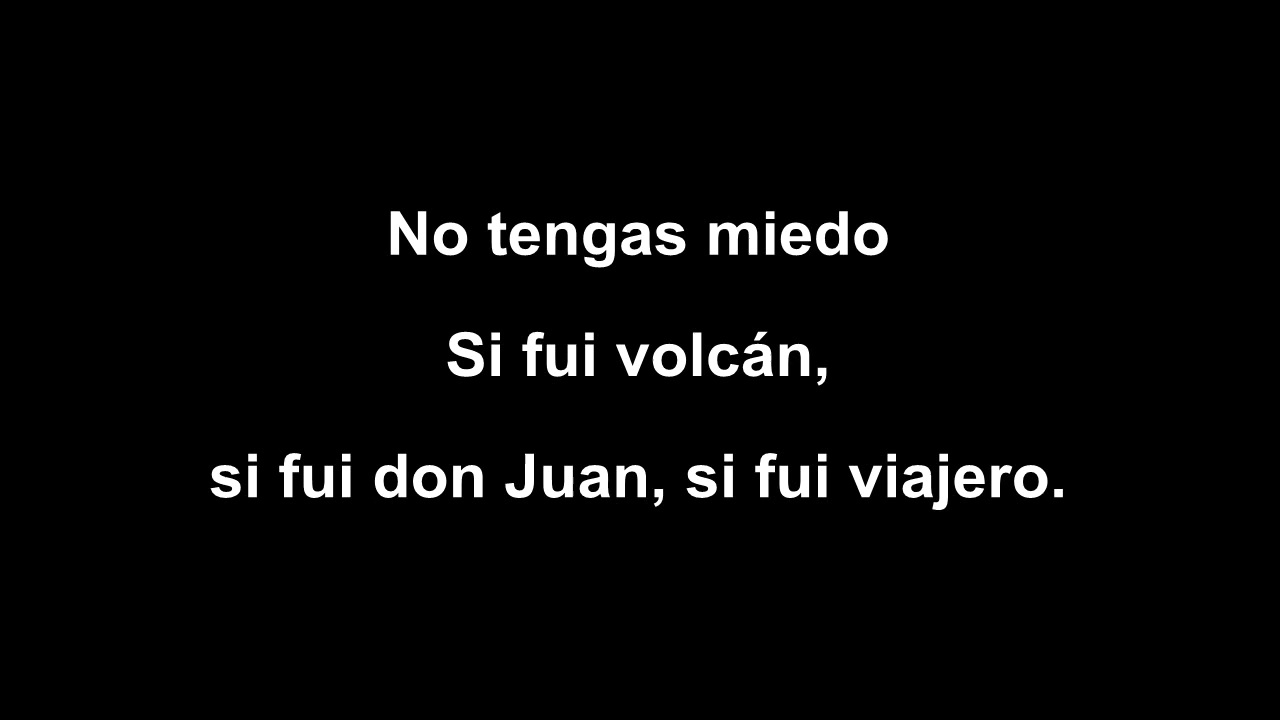 No tengas miedo
Si fui volcán,
si fui don Juan, si fui viajero.